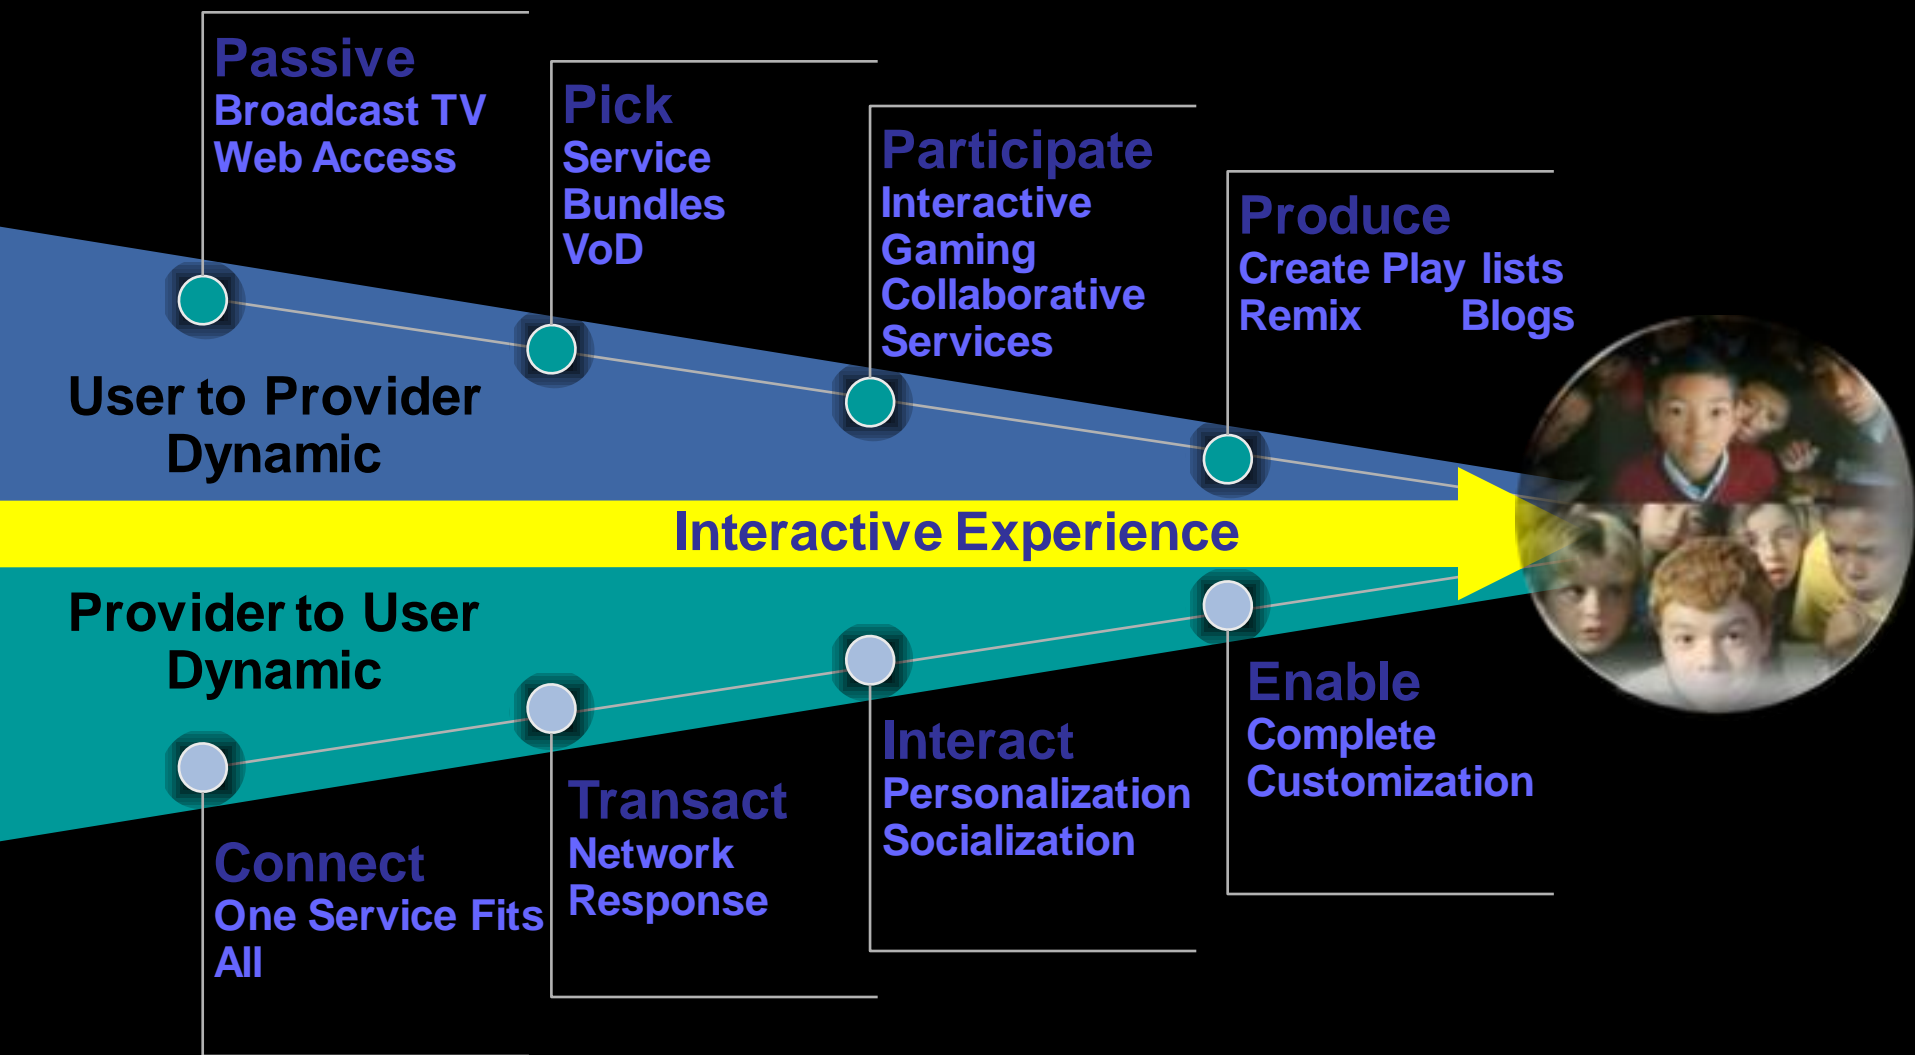 Passive
Broadcast TV
Web Access
Pick
Service
Bundles
VoD
Participate
Interactive
Gaming
Collaborative
Services
Produce
Create Play lists
Remix Blogs
User to Provider
Dynamic
Interactive Experience
Provider to User
Dynamic
Connect
One Service Fits
All
Transact
Network
Response
Interact
Personalization
Socialization
Enable
Complete
Customization